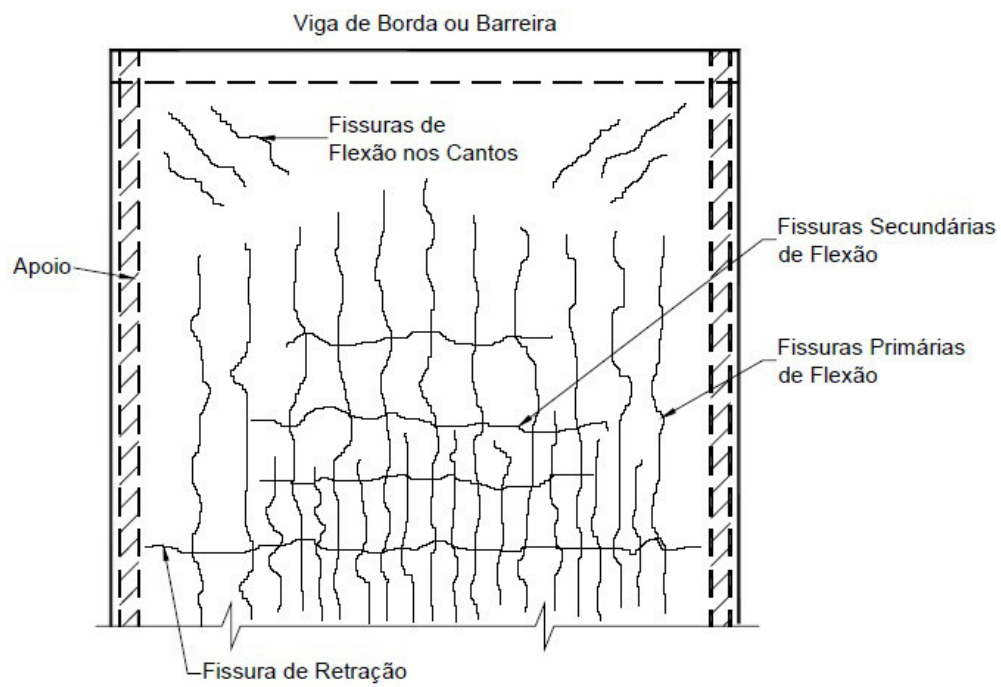 Viga de Borda ou Barreira
Fissuras de
Flexão nos Cantos
Fissuras Secundárias
de Flexão
Apoio
Fissuras Primárias
de Flexão
Fissura de Retração